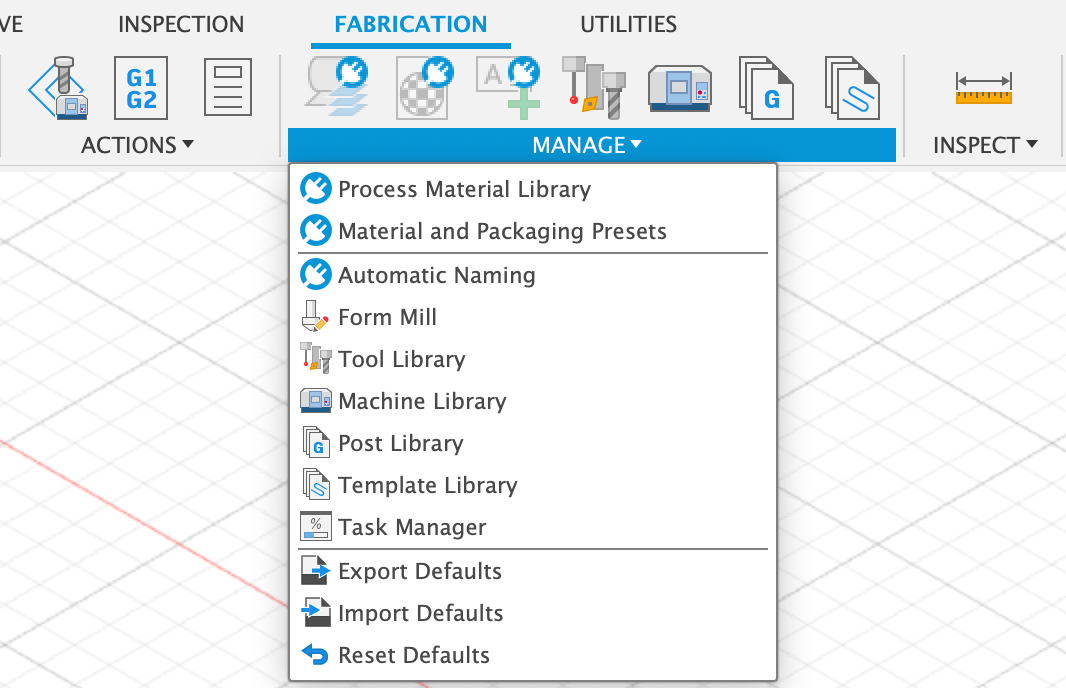 VE INSPECTION FABRICATION UTILITIES
G1
G2
A
G
ACTIONS MANAGE INSPECT
Process Material Library
Material and Packaging Presets
Automatic Naming
Form Mill
Tool Library
Machine Library
G Post Library
Template Library
% Task Manager
Export Defaults
Import Defaults
Reset Defaults